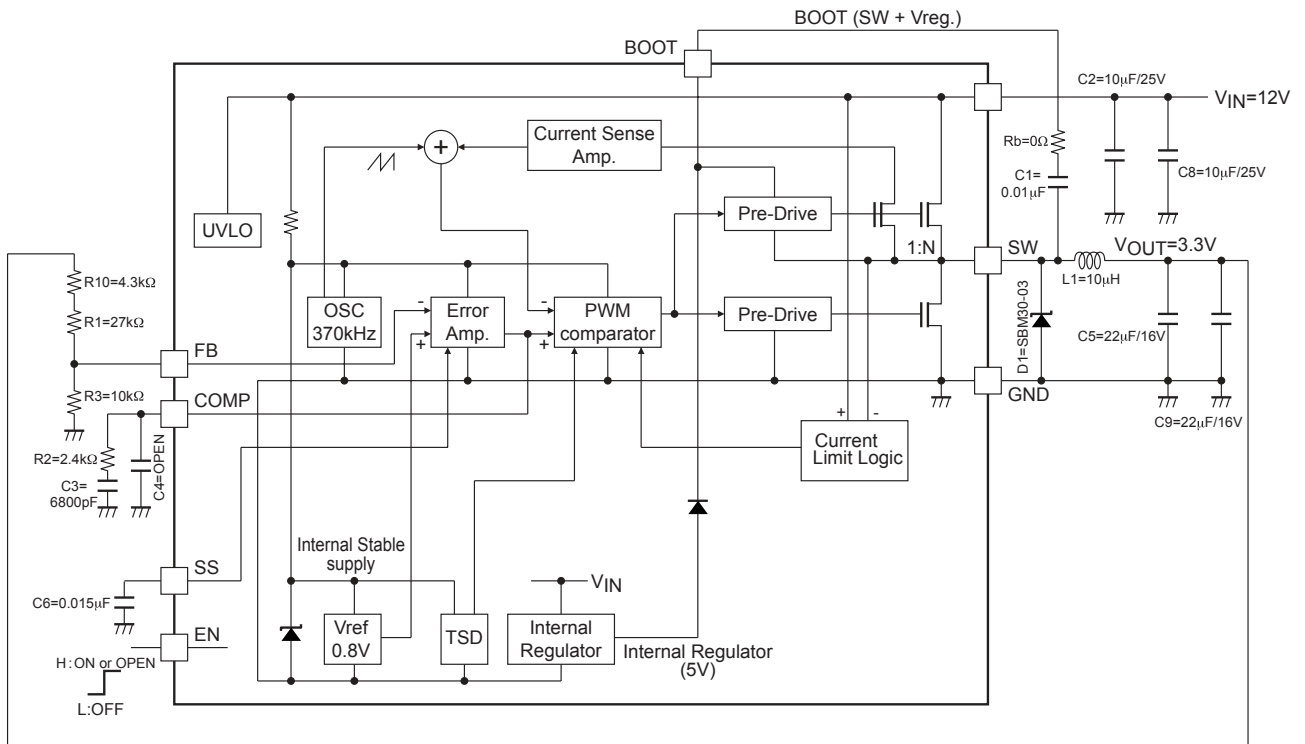 BOOT (SW + Vreg.)
BOOT
C2=10μF/25V
VIN=12V
Current Sense
Amp.
+
Rb=0Ω
C1=
0.01μF
C8=10μF/25V
UVLO
Pre-Drive
1:N
SW
VOUT=3.3V
L1=10μH
R10=4.3kΩ
R1=27kΩ
OSC
370kHz
-
+
Error
Amp.
-
+
PWM
comparator
Pre-Drive
D1=SBM30-03
C5=22μF/16V
FB
R3=10kΩ
COMP
GND
C9=22μF/16V
+ -
Current
Limit Logic
R2=2.4kΩ
C3=
6800pF
C4=OPEN
SS
C6=0.015μF
Internal Stable
supply
VIN
EN
H:ON or OPEN
L:OFF
Vref
0.8V
TSD
Internal
Regulator
Internal Regulator
(5V)